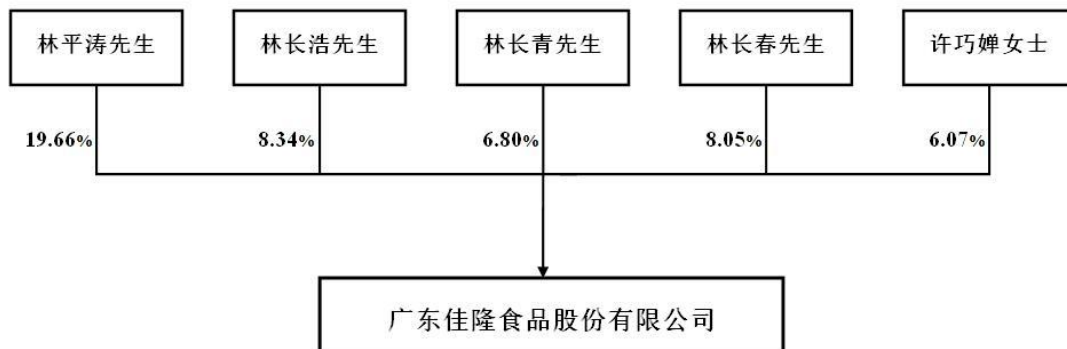 林平涛先生
林长浩先生
林长青先生
林长春先生
许巧婵女士
19.66%
8.34%
6.80%
8.05%
6.07%
广东佳隆食品股份有限公司